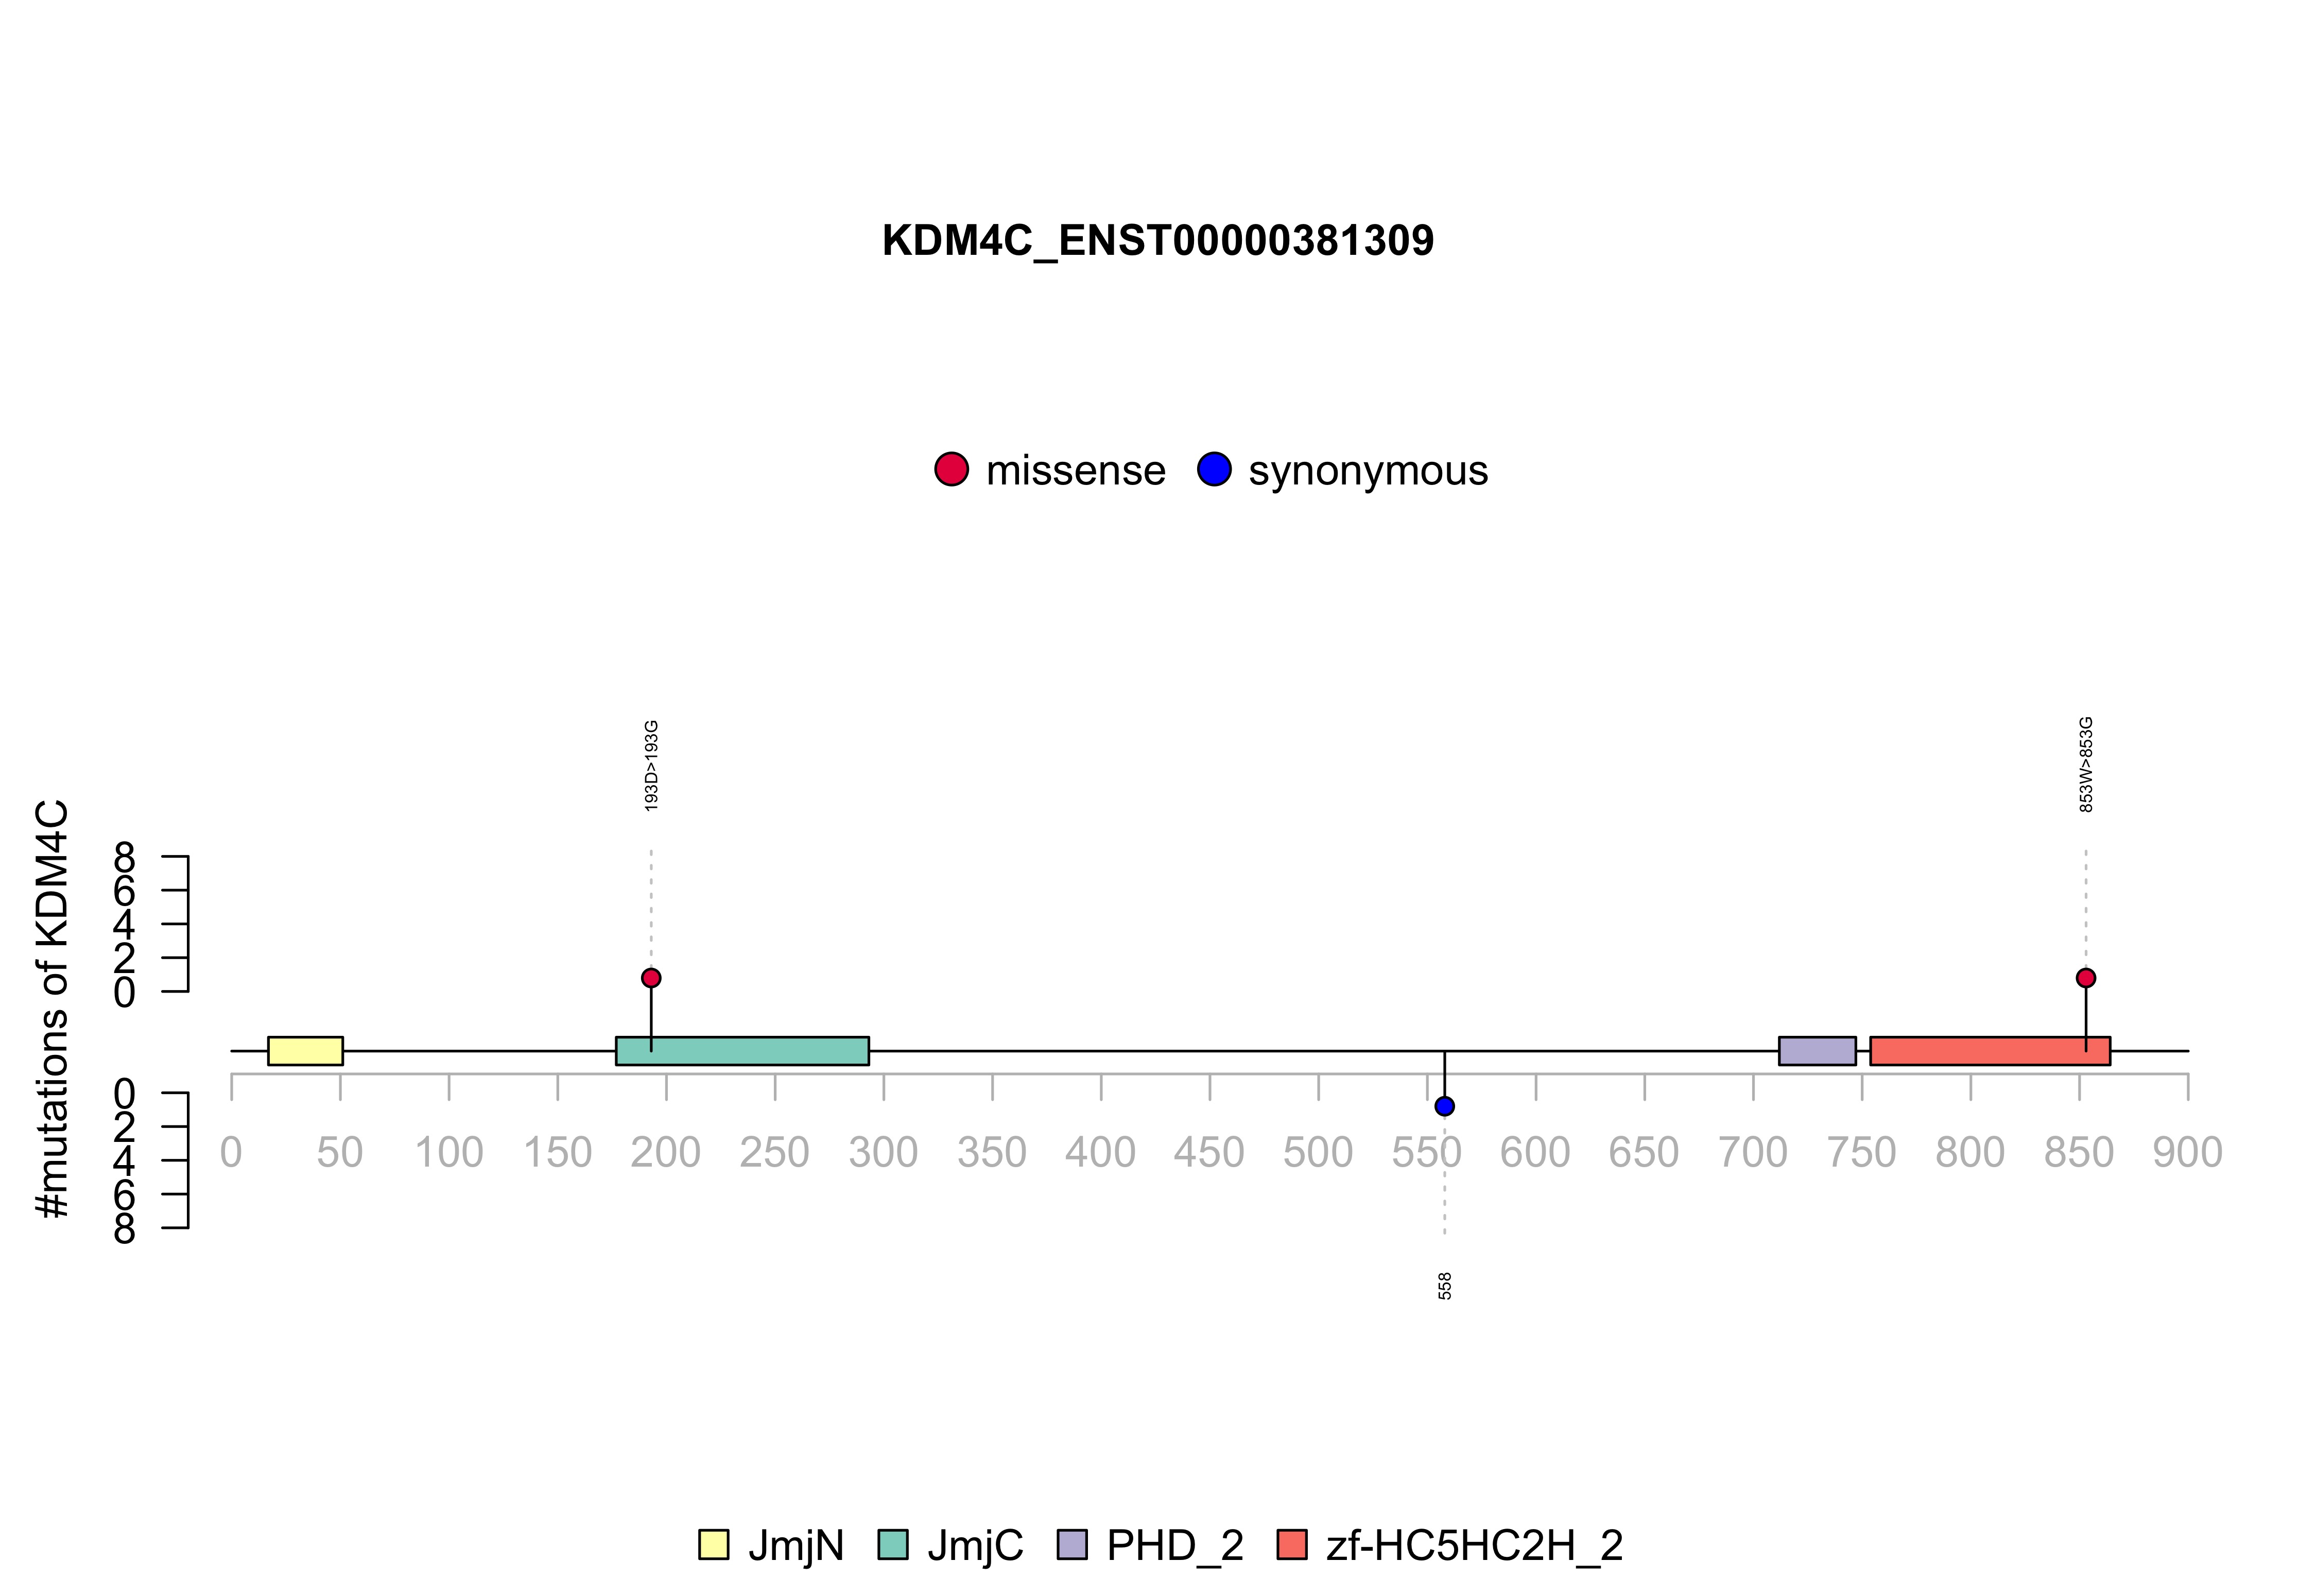 KDM4C_ENST00000381309
missense synonymous
193D>193G
853W>853G
#mutations of KDM4C
8
6
4
2
0
0
2
4
6
8
0 50 100 150 200 250 300 350 400 450 500 550 600 650 700 750 800 850 900
558
JmjN JmjC PHD_2 zf-HC5HC2H_2